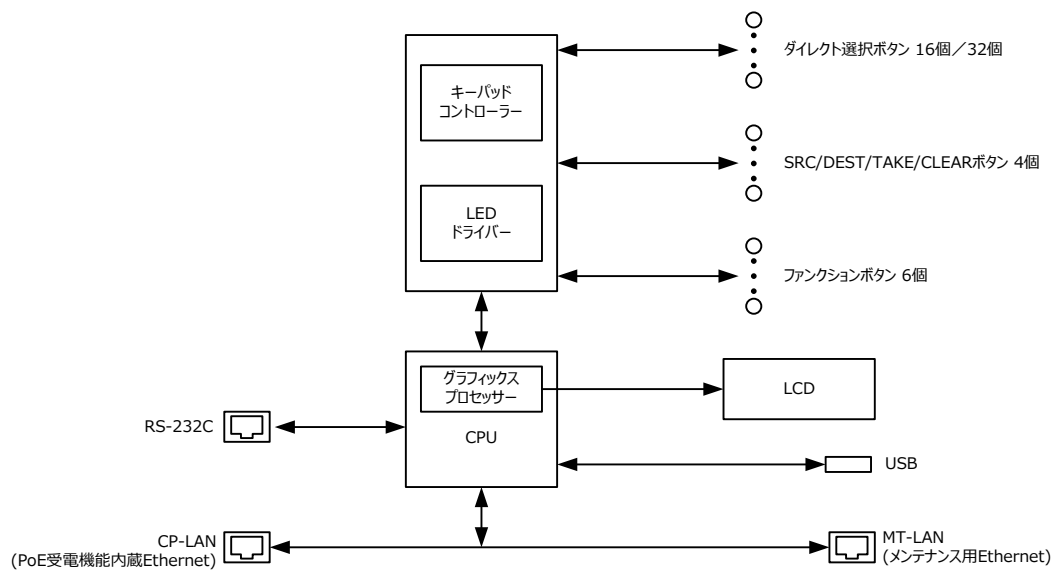 ダイレクト選択ボタン 16個／32個
キーパッド
コントローラー
SRC/DEST/TAKE/CLEARボタン 4個
LED
ドライバー
ファンクションボタン 6個
グラフィックス
プロセッサー
LCD
RS-232C
CPU
USB
CP-LAN
(PoE受電機能内蔵Ethernet)
MT-LAN
(メンテナンス用Ethernet)